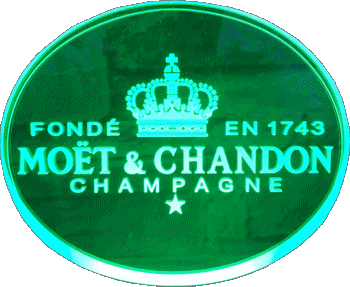 FONDÉ EN 1743
MOËT & CHANDON
CHAMPAGNE